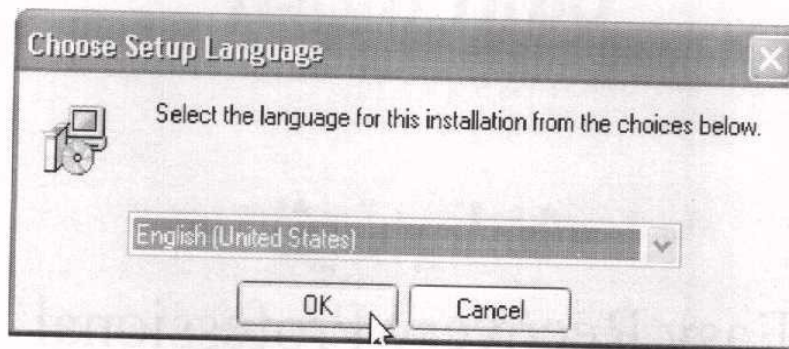 Choose Setup Language
Select the language for this installation from the choices below.
English (United States)
OK
Cancel